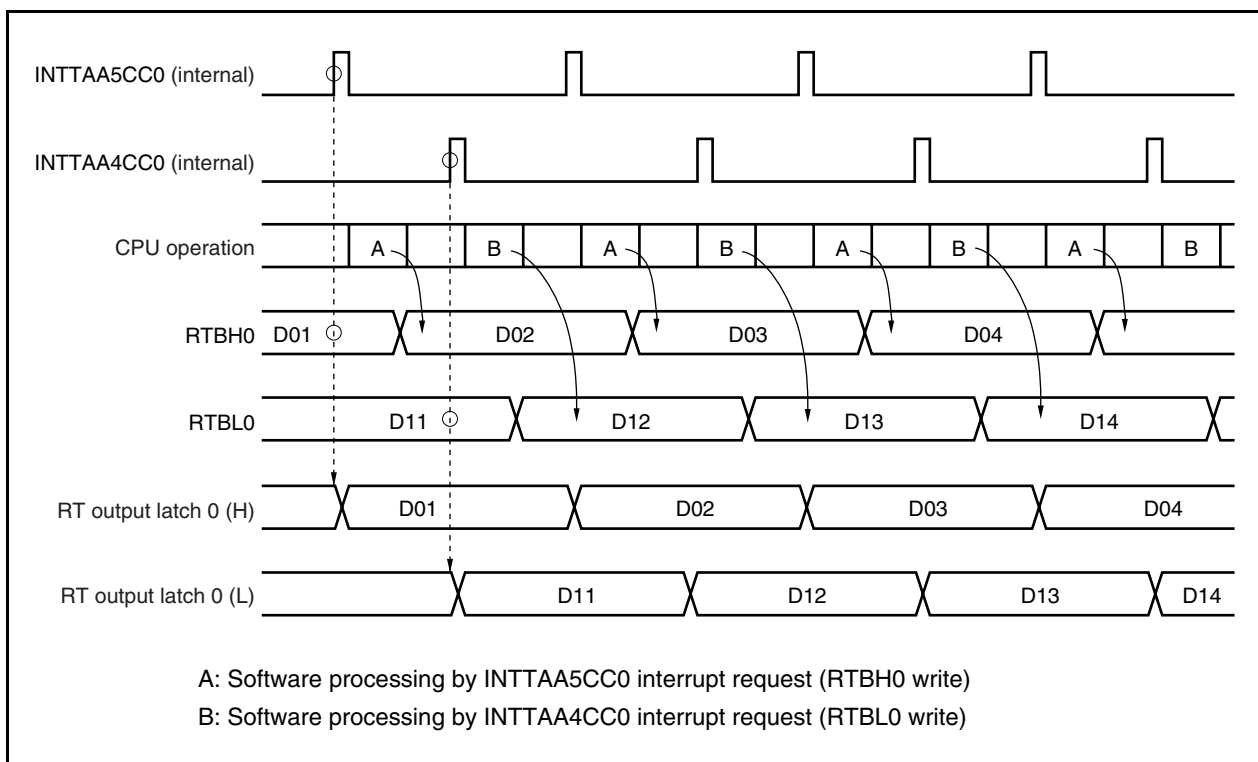 INTTAA5CC0 (internal)
INTTAA4CC0 (internal)
CPU operation A B A B A B A B
RTBH0 D01 D02 D03 D04
RTBL0 D11 D12 D13 D14
RT output latch 0 (H) D01 D02 D03 D04
RT output latch 0 (L) D11 D12 D13 D14
A: Software processing by INTTAA5CC0 interrupt request (RTBH0 write)
B: Software processing by INTTAA4CC0 interrupt request (RTBL0 write)